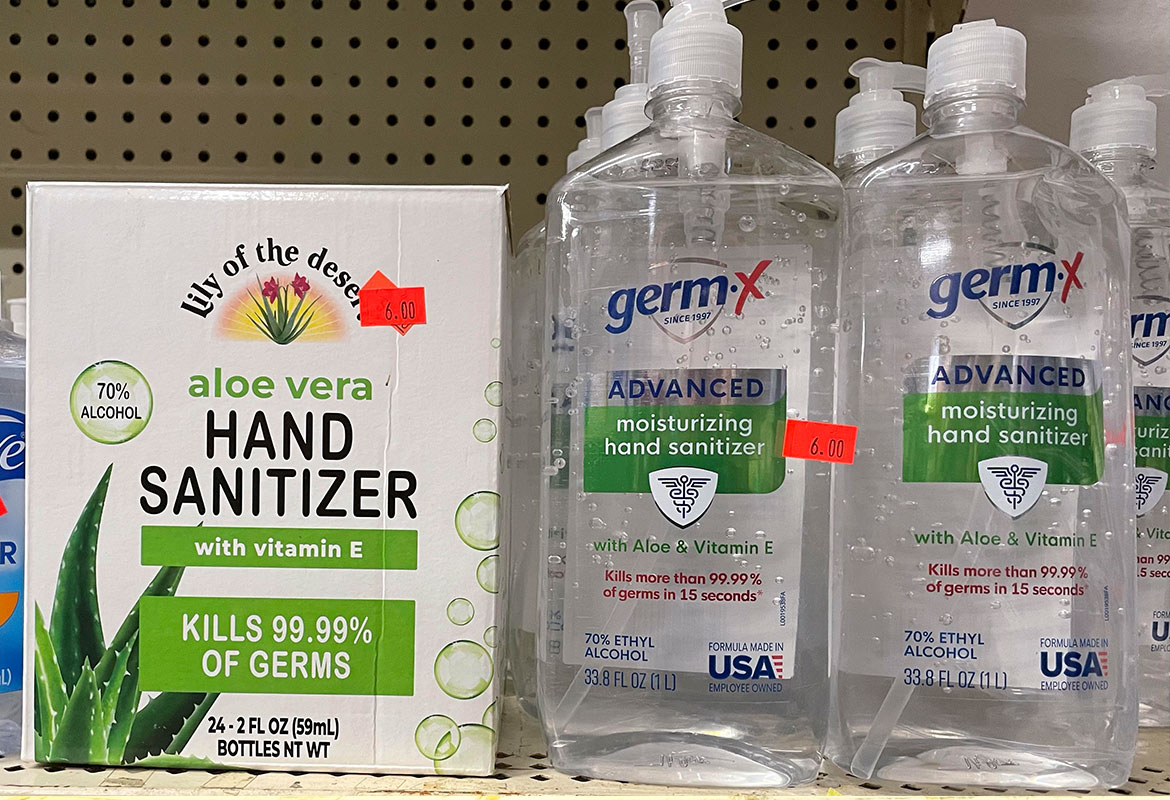 lily of the deser
6.00
70%
ALCOHOL
aloe vera
HAND
SANITIZER
with vitamin E
KILLS 99.99%
OF GERMS
24 - 2 FL OZ (59mL)
BOTTLES NT WT
germ-X
SINCE 1997
ADVANCED
moisturizing
hand sanitizer
6.00
with Aloe & Vitamin E
Kills more than 99.99%
of germs in 15 seconds*
70% ETHYL
ALCOHOL
33.8 FL OZ (1 L)
FORMULA MADE IN
USA
EMPLOYEE OWNED
germ-X
SINCE 1997
ADVANCED
moisturizing
hand sanitizer
with Aloe & Vitamin E
Kills more than 99.99%
of germs in 15 seconds*
70% ETHYL
ALCOHOL
33.8 FL OZ (1 L)
FORMULA MADE IN
USA
EMPLOYEE OWNED